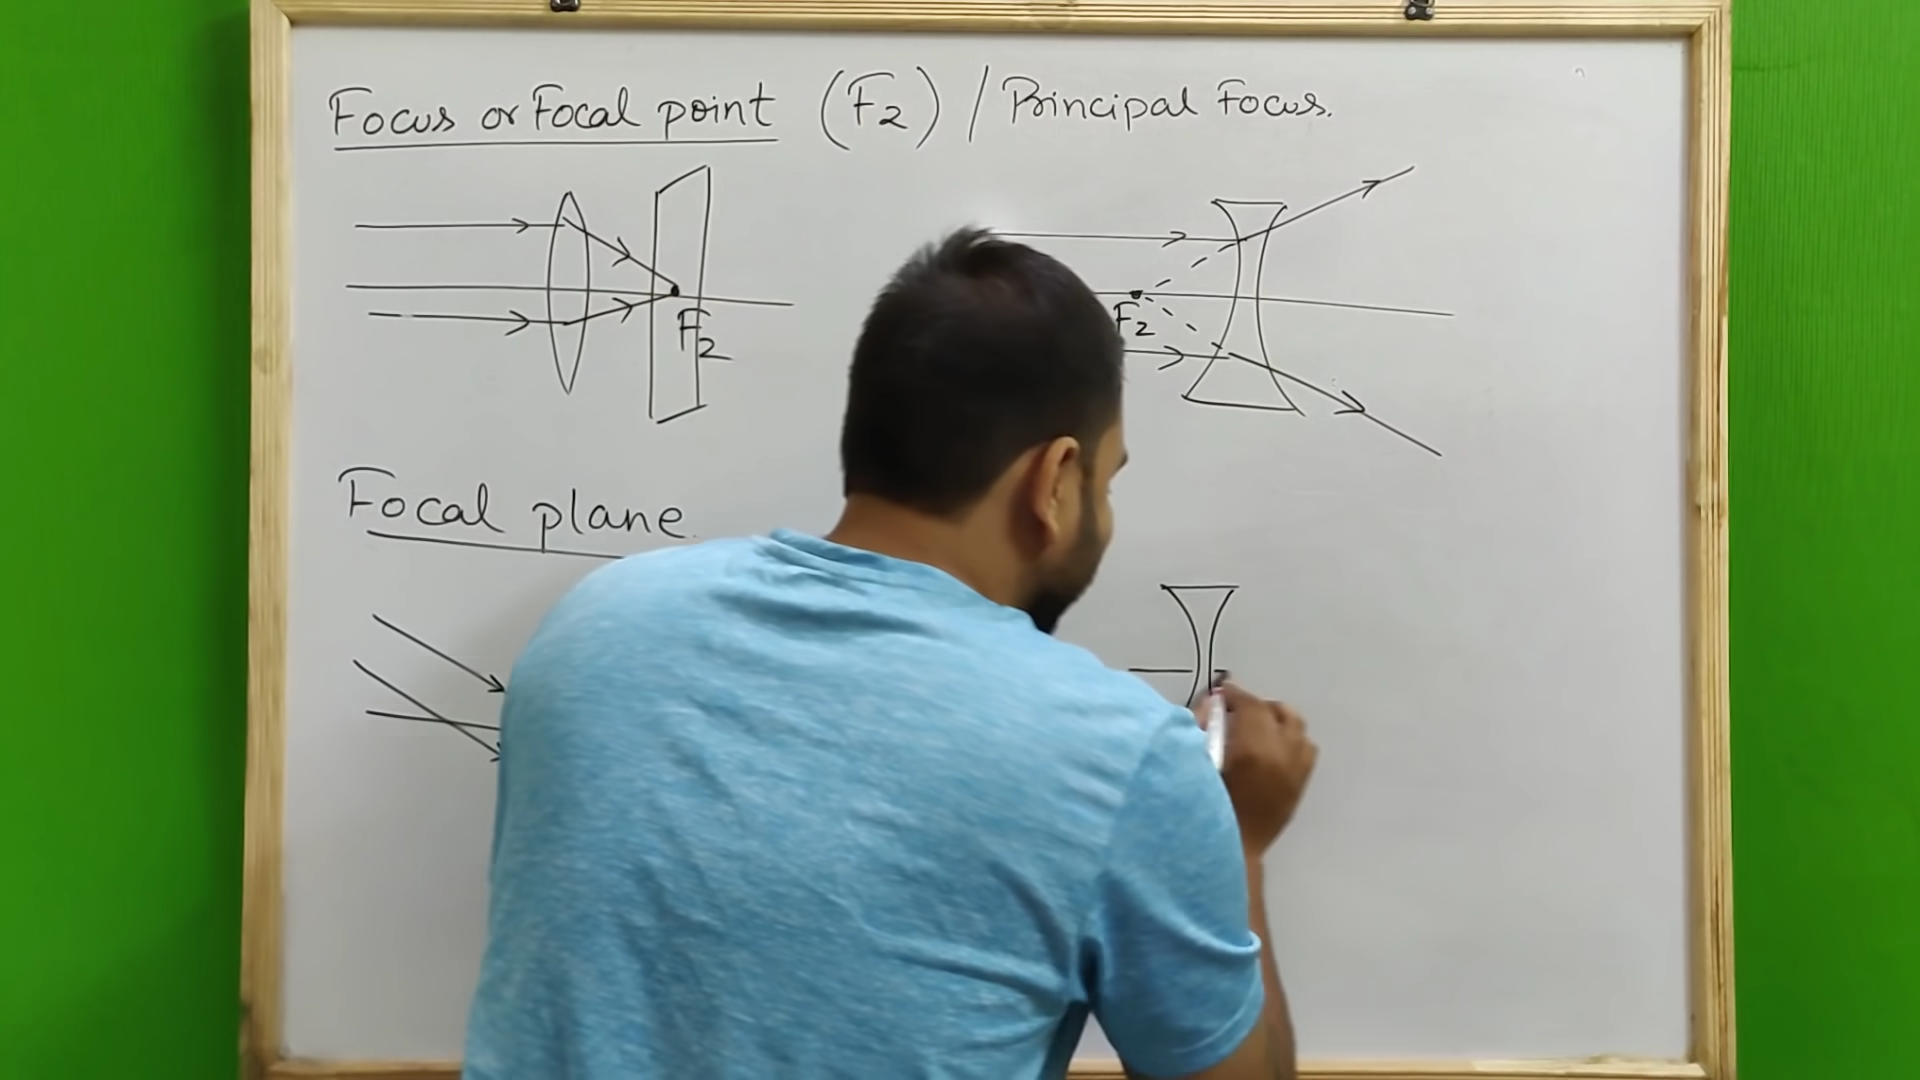 Focus or Focal point (F2) / Principal Focus.
F2
F2
Focal plane